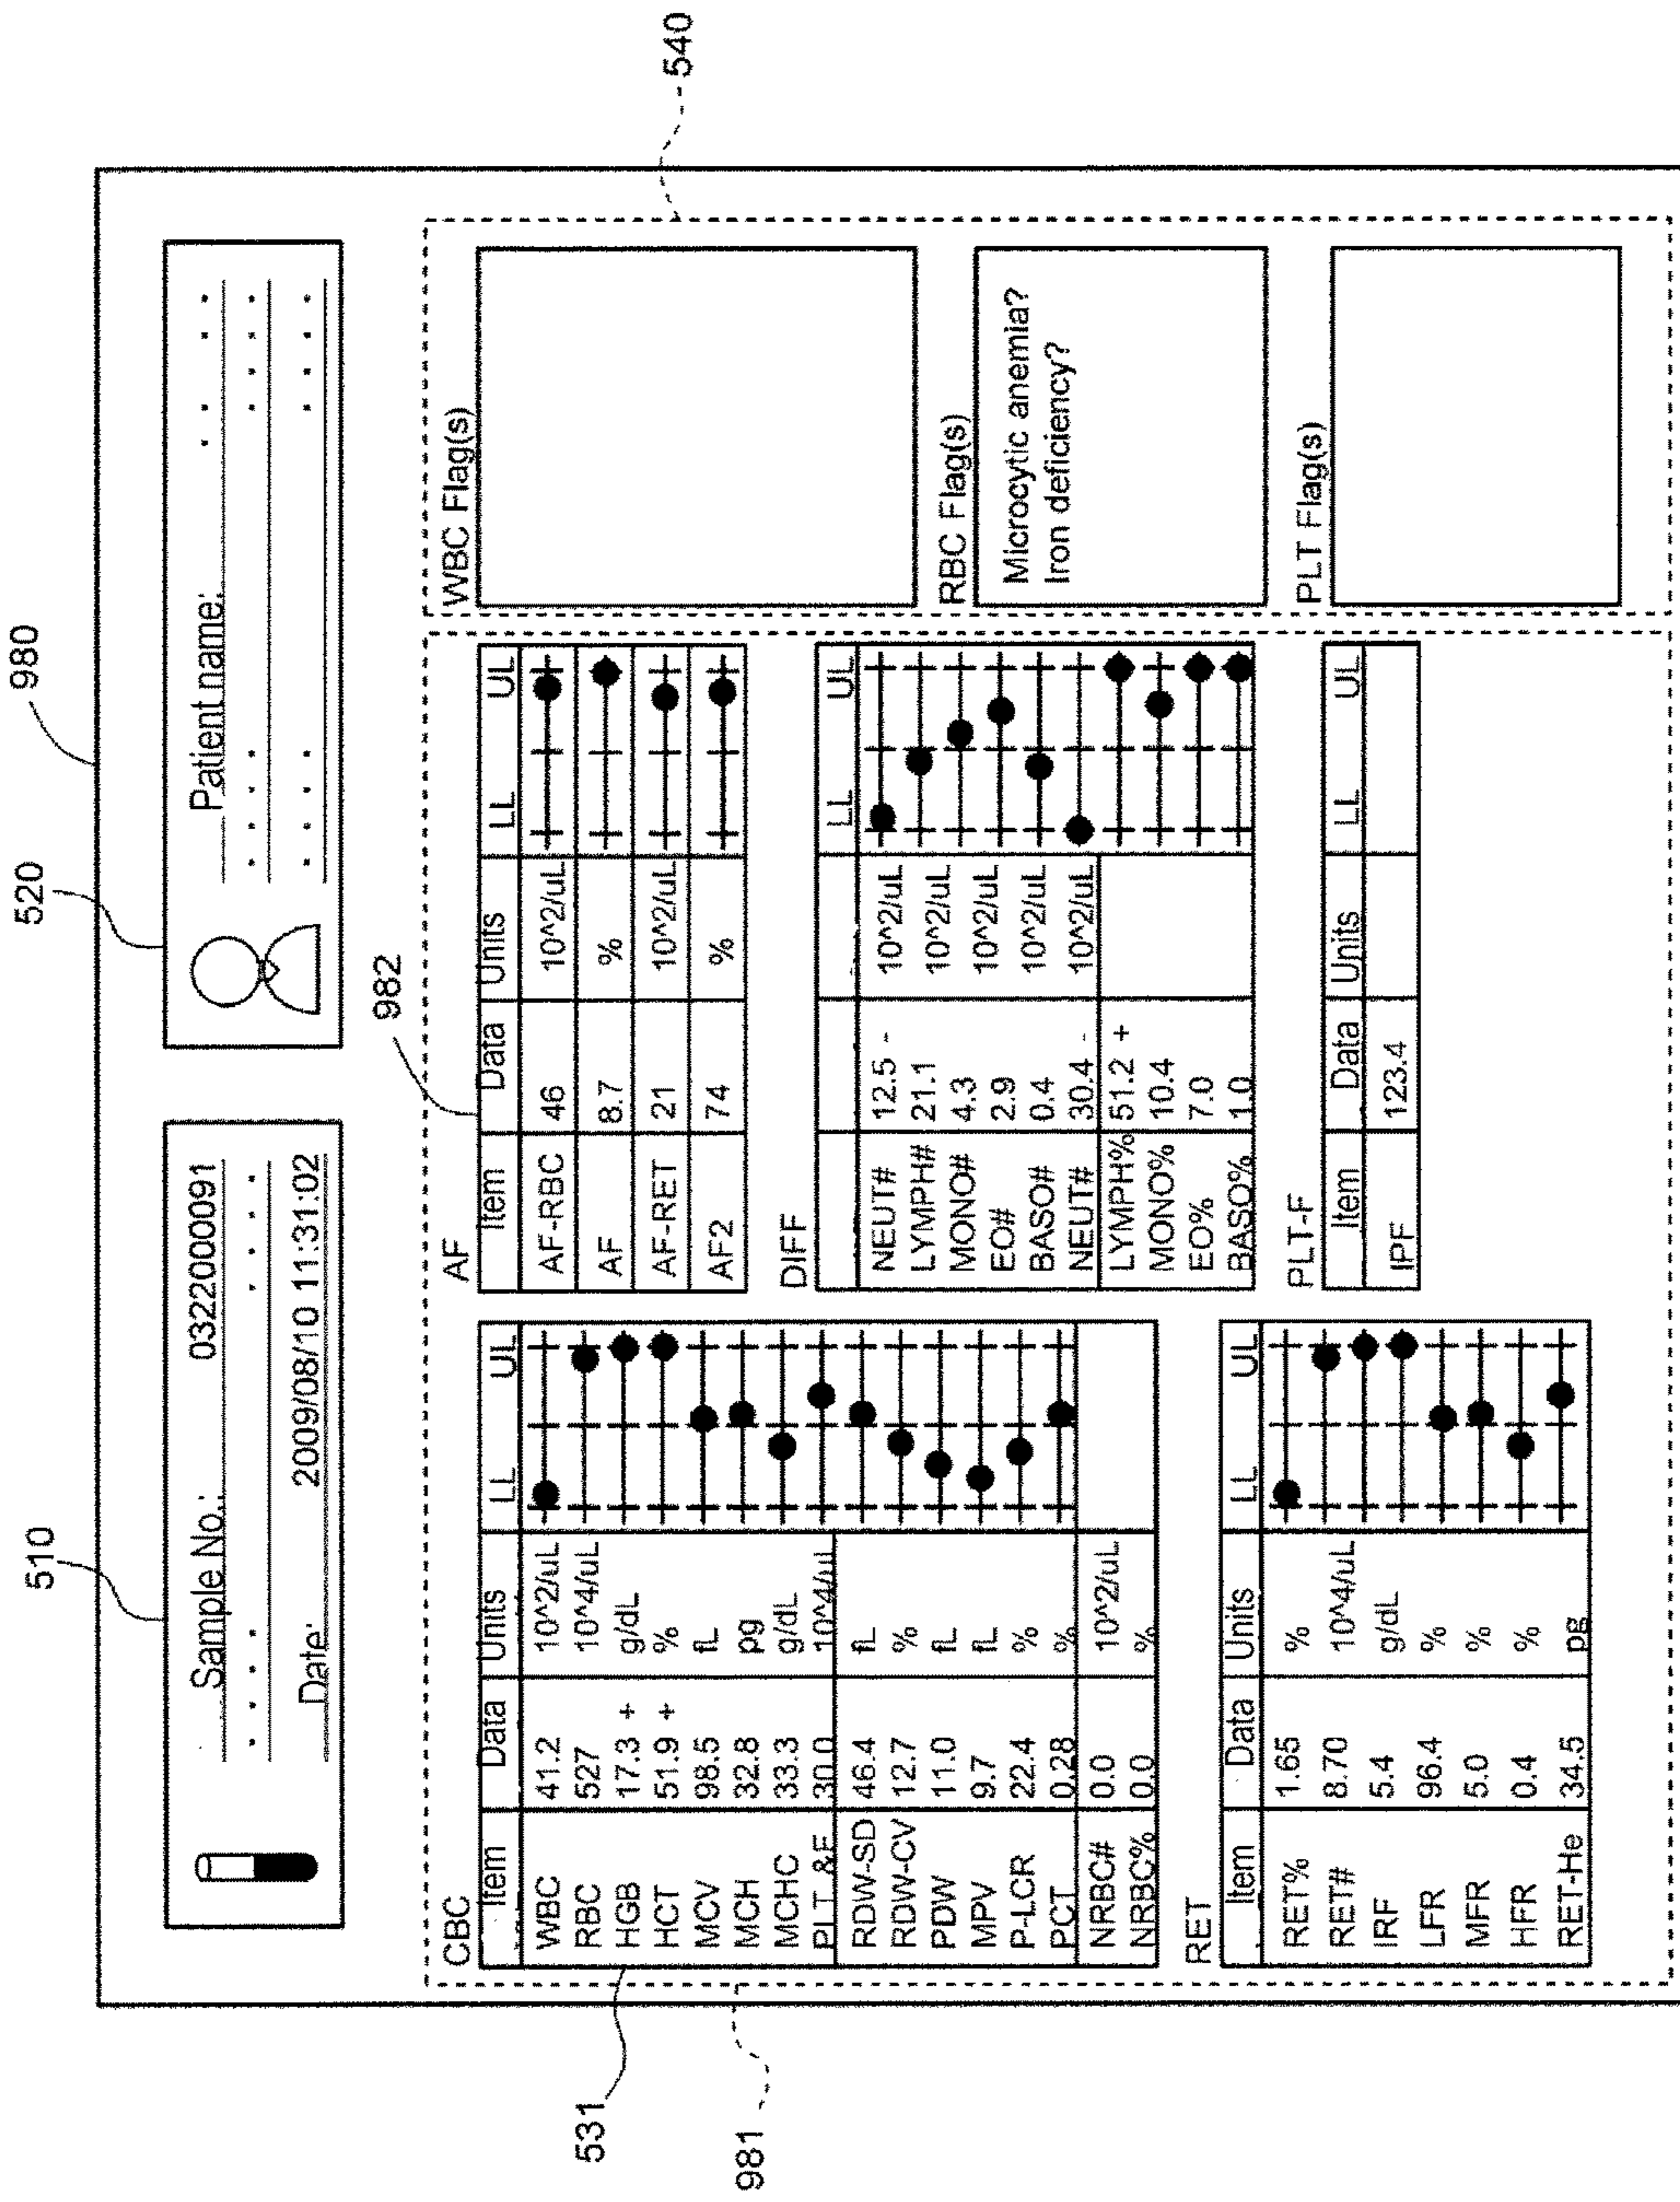 510
520
980
Sample No.: 0322000091
Date: 2009/08/10 11:31:02
Patient name:
531
981
982
540
CBC
Item Data Units LL UL
WBC 41.2 10^2/uL
RBC 527 10^4/uL
HGB 17.3 + g/dL
HCT 51.9 + %
MCV 98.5 fL
MCH 32.8 pg
MCHC 33.3 g/dL
PLT &F 30.0 10^4/uL
RDW-SD 46.4 fL
RDW-CV 12.7 %
PDW 11.0 fL
MPV 9.7 fL
P-LCR 22.4 %
PCT 0.28 %
NRBC# 0.0 10^2/uL
NRBC% 0.0 %
RET
Item Data Units LL UL
RET% 1.65 %
RET# 8.70 10^4/uL
IRF 5.4 g/dL
LFR 96.4 %
MFR 5.0 %
HFR 0.4 %
RET-He 34.5 pg
AF
Item Data Units LL UL
AF-RBC 46 10^2/uL
AF 8.7 %
AF-RET 21 10^2/uL
AF2 74 %
DIFF
LL UL
NEUT# 12.5 - 10^2/uL
LYMPH# 21.1 10^2/uL
MONO# 4.3 10^2/uL
EO# 2.9 10^2/uL
BASO# 0.4 10^2/uL
NEUT# 30.4 - 10^2/uL
LYMPH% 51.2 +
MONO% 10.4
EO% 7.0
BASO% 1.0
PLT-F
Item Data Units LL UL
IPF 123.4
WBC Flag(s)
RBC Flag(s)
Microcytic anemia?
Iron deficiency?
PLT Flag(s)